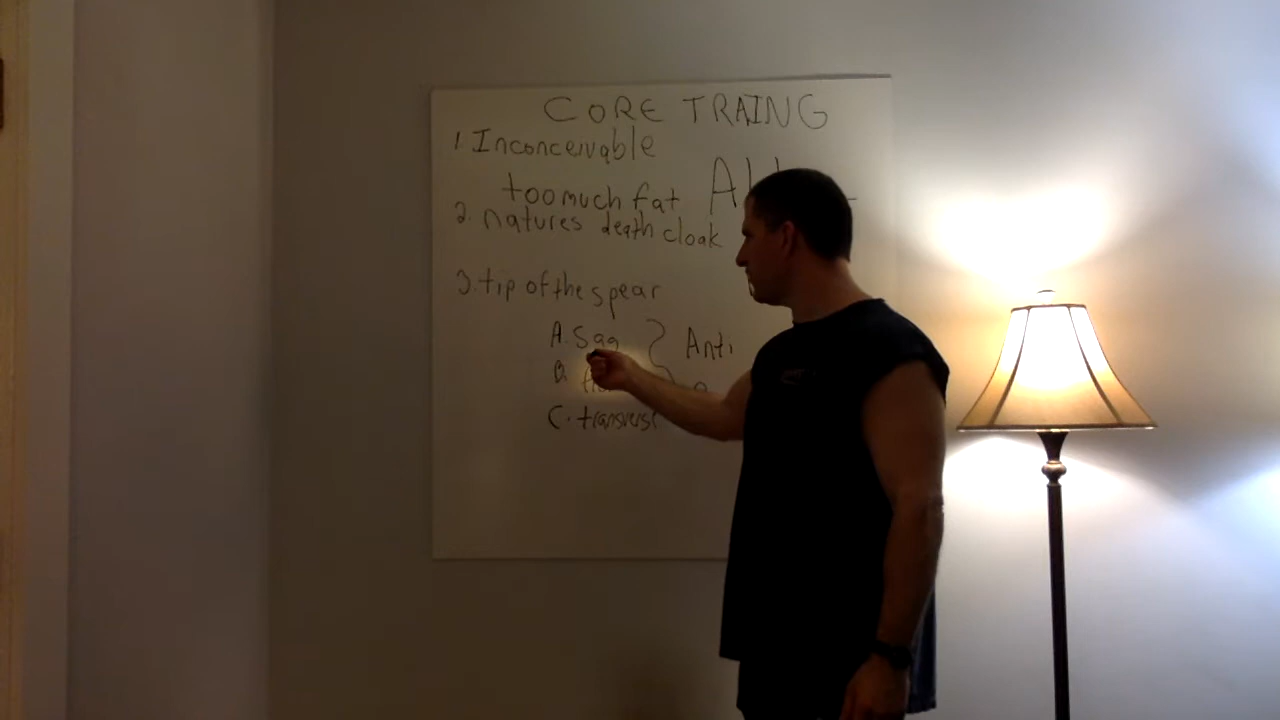 CORE TRAING
1. Inconceivable
too much fat
2. natures death cloak
3. tip of the spear
A. Sag
Anti
B.
C. transvers